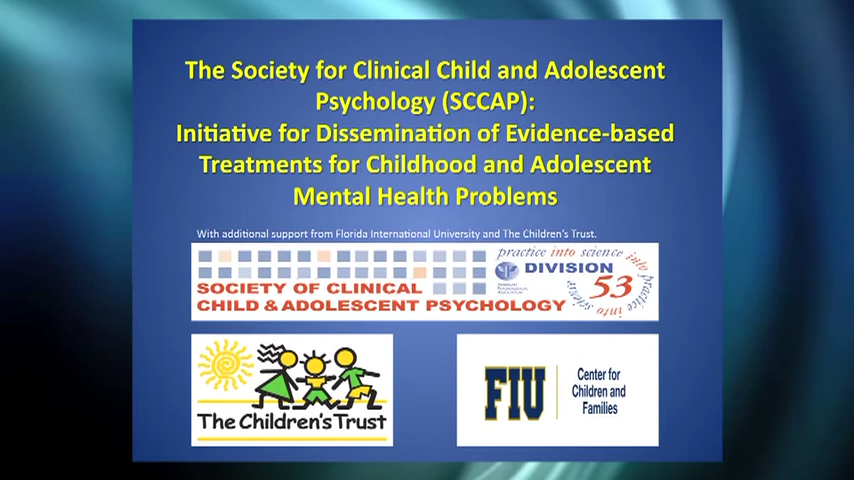 The Society for Clinical Child and Adolescent
Psychology (SCCAP):
Initiative for Dissemination of Evidence-based
Treatments for Childhood and Adolescent
Mental Health Problems
With additional support from Florida International University and The Children's Trust.
practice into science
into practice
into science
DIVISION
53
AMERICAN
PSYCHOLOGICAL
ASSOCIATION
SOCIETY OF CLINICAL
CHILD & ADOLESCENT PSYCHOLOGY
The Children's Trust
FIU
Center for
Children and
Families